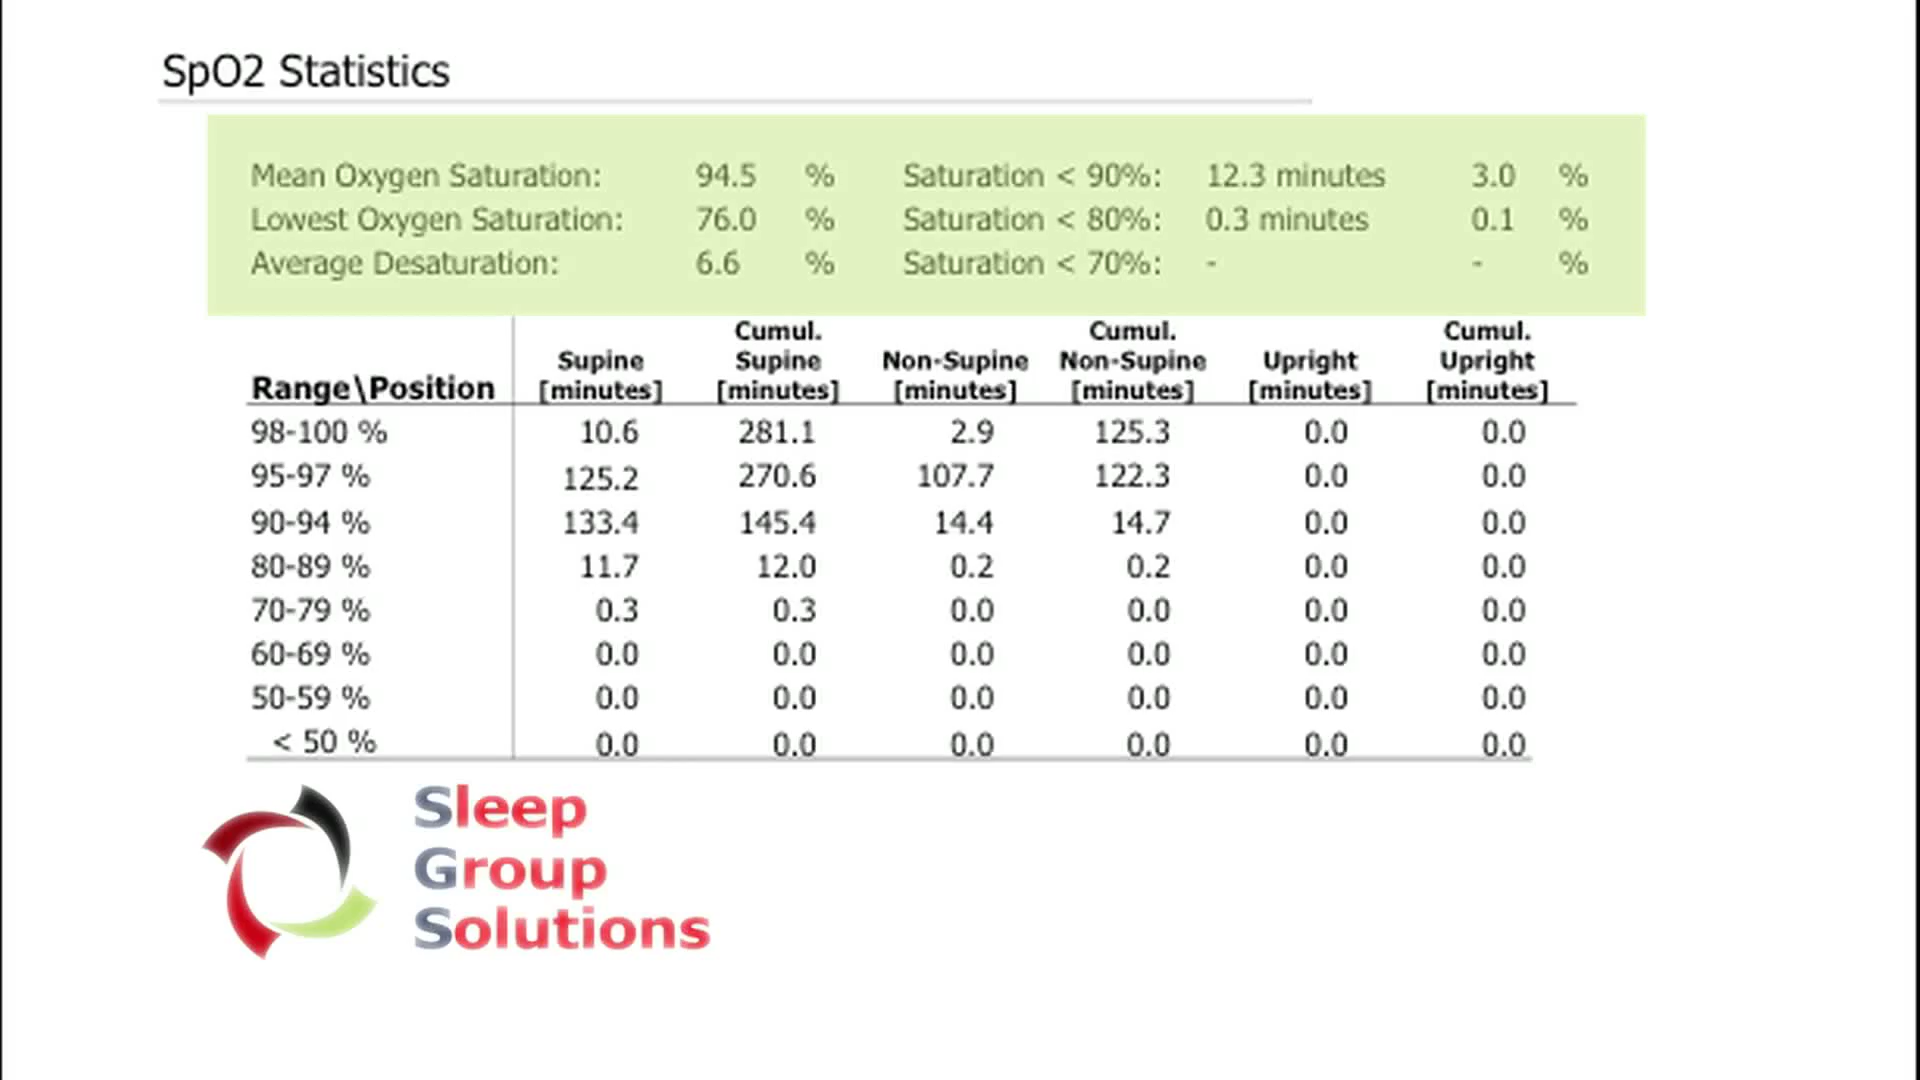 SpO2 Statistics
Mean Oxygen Saturation: 94.5 % Saturation < 90%: 12.3 minutes 3.0 %
Lowest Oxygen Saturation: 76.0 % Saturation < 80%: 0.3 minutes 0.1 %
Average Desaturation: 6.6 % Saturation < 70%: - - %
Cumul. Cumul. Cumul.
Supine Supine Non-Supine Non-Supine Upright Upright
Range\Position [minutes] [minutes] [minutes] [minutes] [minutes] [minutes]
98-100 % 10.6 281.1 2.9 125.3 0.0 0.0
95-97 % 125.2 270.6 107.7 122.3 0.0 0.0
90-94 % 133.4 145.4 14.4 14.7 0.0 0.0
80-89 % 11.7 12.0 0.2 0.2 0.0 0.0
70-79 % 0.3 0.3 0.0 0.0 0.0 0.0
60-69 % 0.0 0.0 0.0 0.0 0.0 0.0
50-59 % 0.0 0.0 0.0 0.0 0.0 0.0
< 50 % 0.0 0.0 0.0 0.0 0.0 0.0
Sleep
Group
Solutions